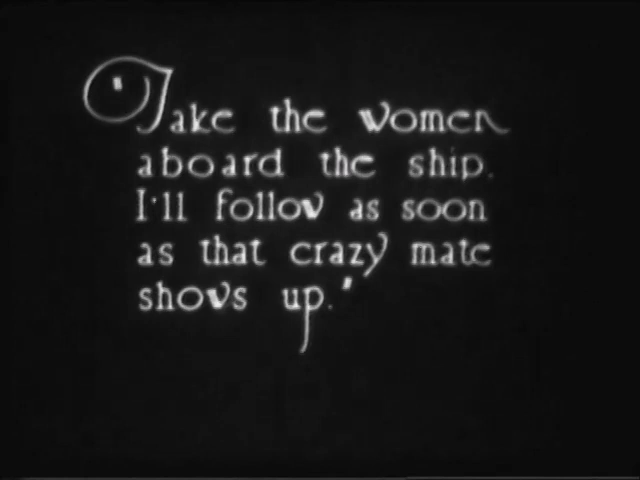 "Take the women
aboard the ship.
I'll follow as soon
as that crazy mate
shows up."